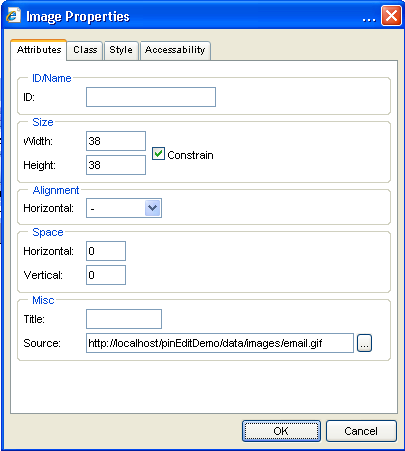 Image Properties ...
Attributes Class Style Accessability
ID/Name
ID:
Size
Width: 38
Constrain
Height: 38
Alignment
Horizontal: -
Space
Horizontal: 0
Vertical: 0
Misc
Title:
Source: http://localhost/pinEditDemo/data/images/email.gif ...
OK Cancel